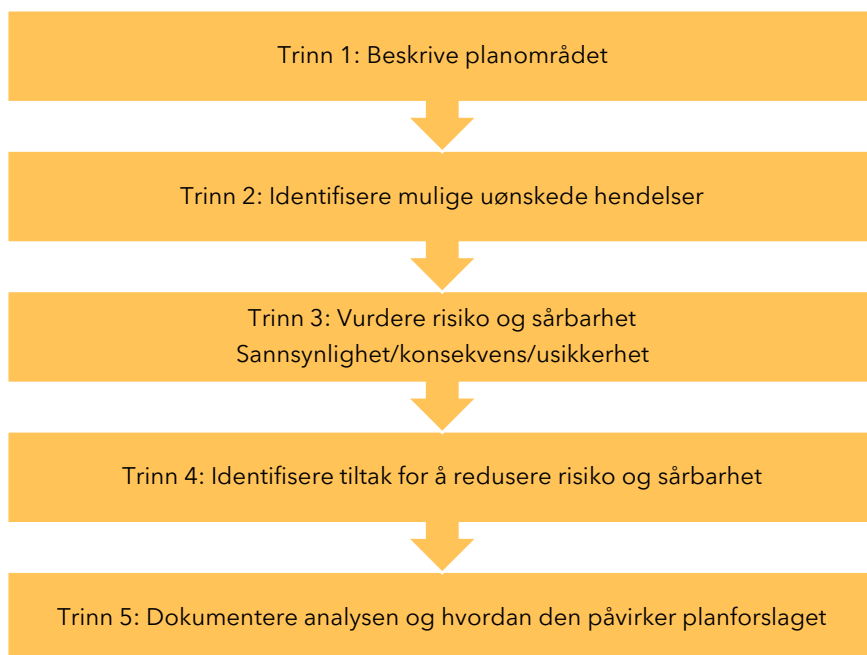 Trinn 1: Beskrive planområdet
Trinn 2: Identifisere mulige uønskede hendelser
Trinn 3: Vurdere risiko og sårbarhet
Sannsynlighet/konsekvens/usikkerhet
Trinn 4: Identifisere tiltak for å redusere risiko og sårbarhet
Trinn 5: Dokumentere analysen og hvordan den påvirker planforslaget